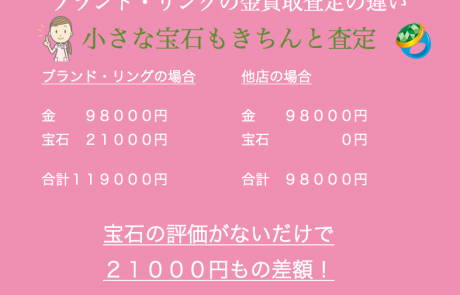 ブランド・リングの金買取査定の違い
小さな宝石もきちんと査定
ブランド・リングの場合　他店の場合
金　９８０００円　金　９８０００円
宝石　２１０００円　宝石　０円
合計１１９０００円　合計　９８０００円
宝石の評価がないだけで
２１０００円もの差額！